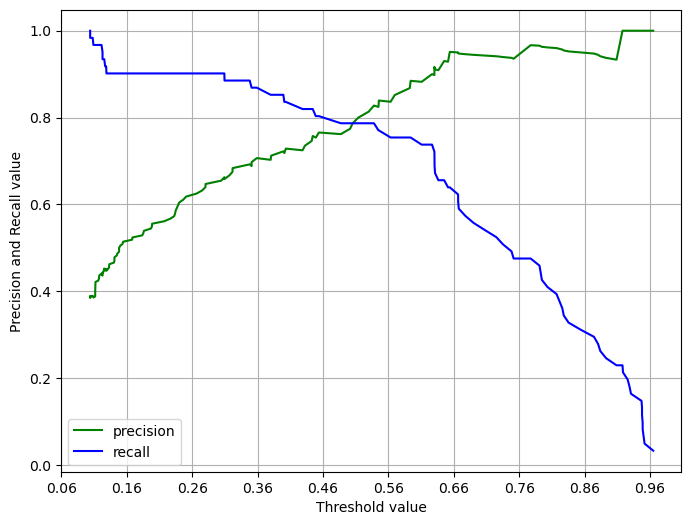 Precision and Recall value
1.0
0.8
0.6
0.4
0.2
0.0
precision
recall
0.06 0.16 0.26 0.36 0.46 0.56 0.66 0.76 0.86 0.96
Threshold value